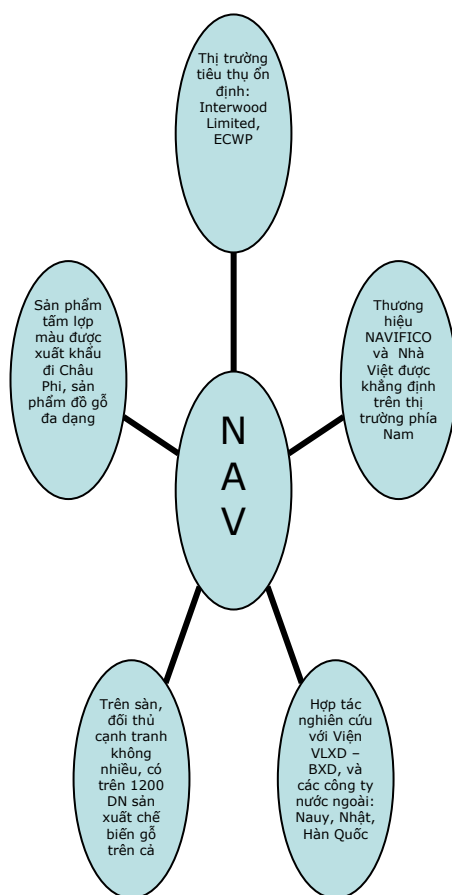 Thị trường
tiêu thụ ổn
định:
Interwood
Limited,
ECWP
Sản phẩm
tấm lợp
màu được
xuất khẩu
đi Châu
Phi, sản
phẩm đồ gỗ
đa dạng
Thương
hiệu
NAVIFICO
và Nhà
Việt được
khẳng định
trên thị
trường phía
Nam
N
A
V
Trên sàn,
đối thủ
cạnh tranh
không
nhiều, có
trên 1200
DN sản
xuất chế
biến gỗ
trên cả
Hợp tác
nghiên cứu
với Viện
VLXD –
BXD, và
các công ty
nước ngoài:
Nauy, Nhật,
Hàn Quốc